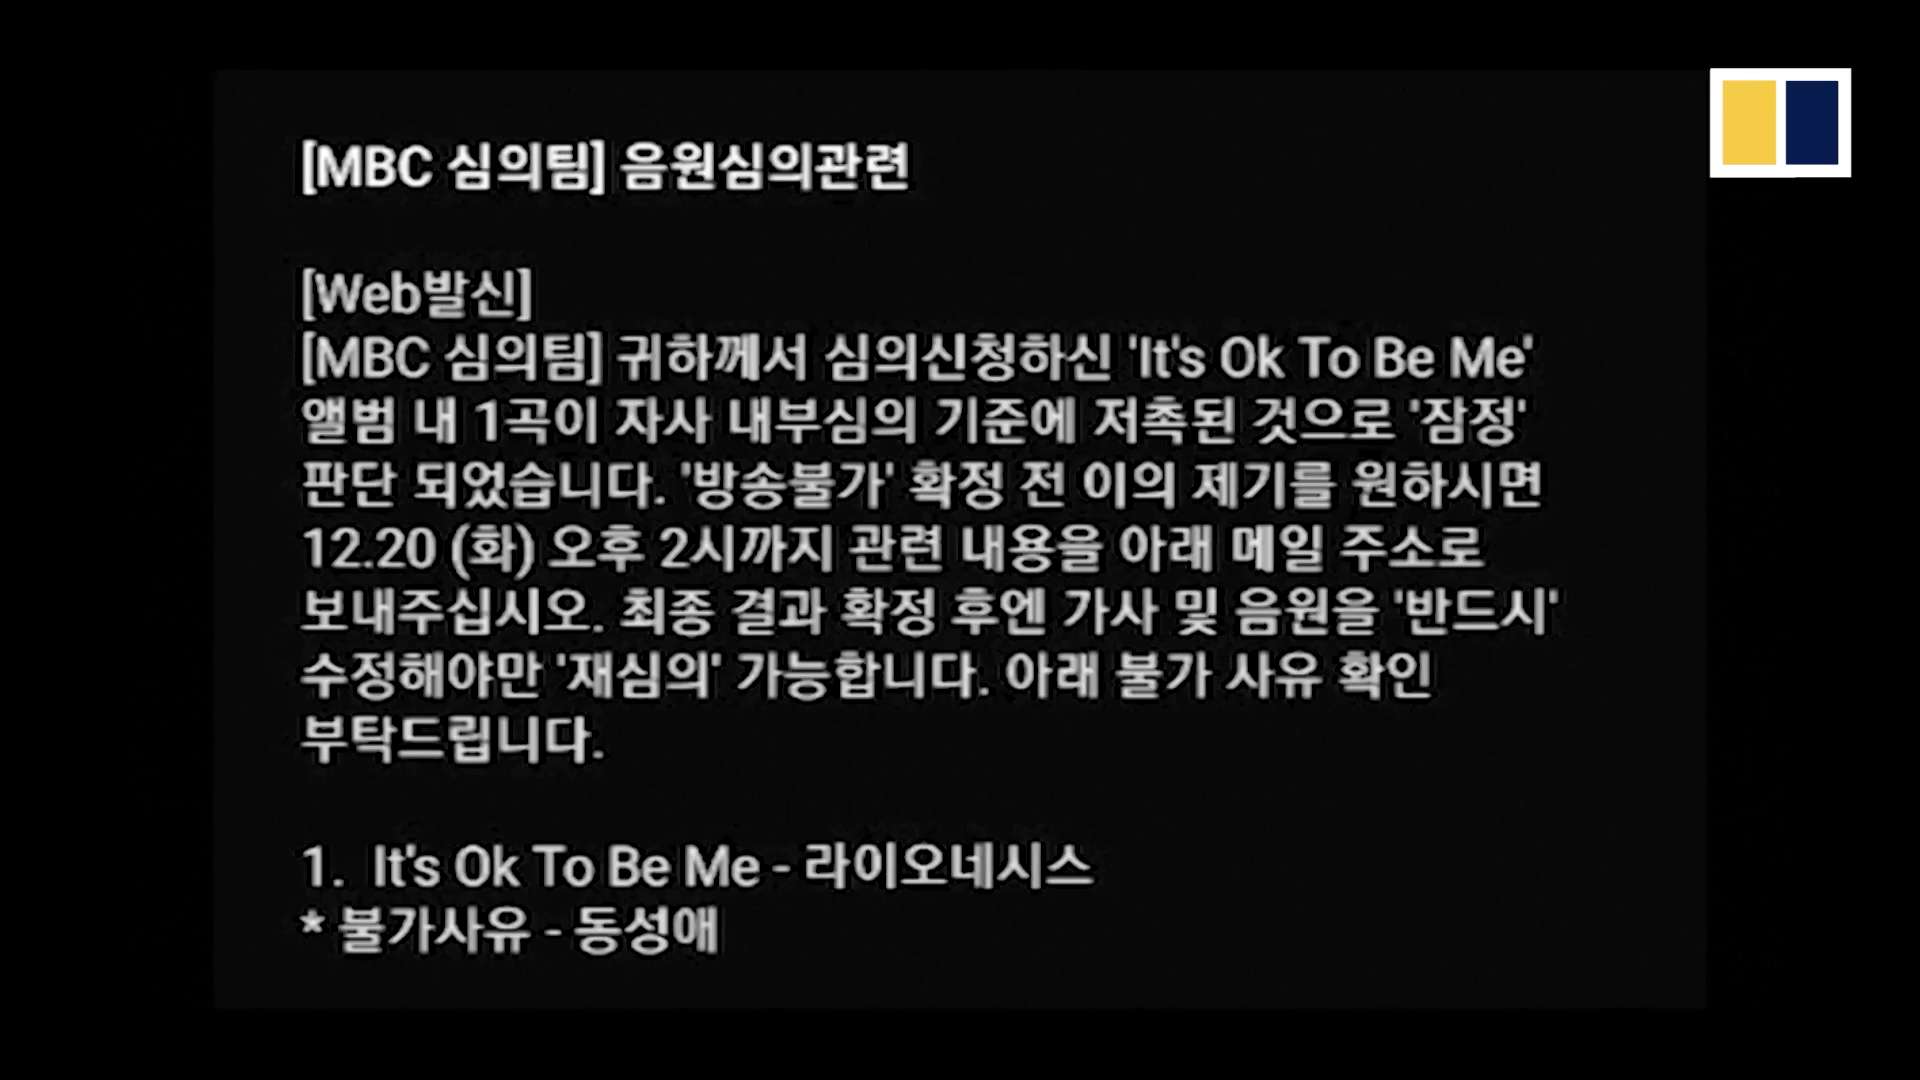 [MBC 심의팀] 음원심의관련
[Web발신]
[MBC 심의팀] 귀하께서 심의신청하신 'It's Ok To Be Me'
앨범 내 1곡이 자사 내부심의 기준에 저촉된 것으로 '잠정'
판단 되었습니다. '방송불가' 확정 전 이의 제기를 원하시면
12.20 (화) 오후 2시까지 관련 내용을 아래 메일 주소로
보내주십시오. 최종 결과 확정 후엔 가사 및 음원을 '반드시'
수정해야만 '재심의' 가능합니다. 아래 불가 사유 확인
부탁드립니다.
1. It's Ok To Be Me - 라이오네시스
* 불가사유 - 동성애